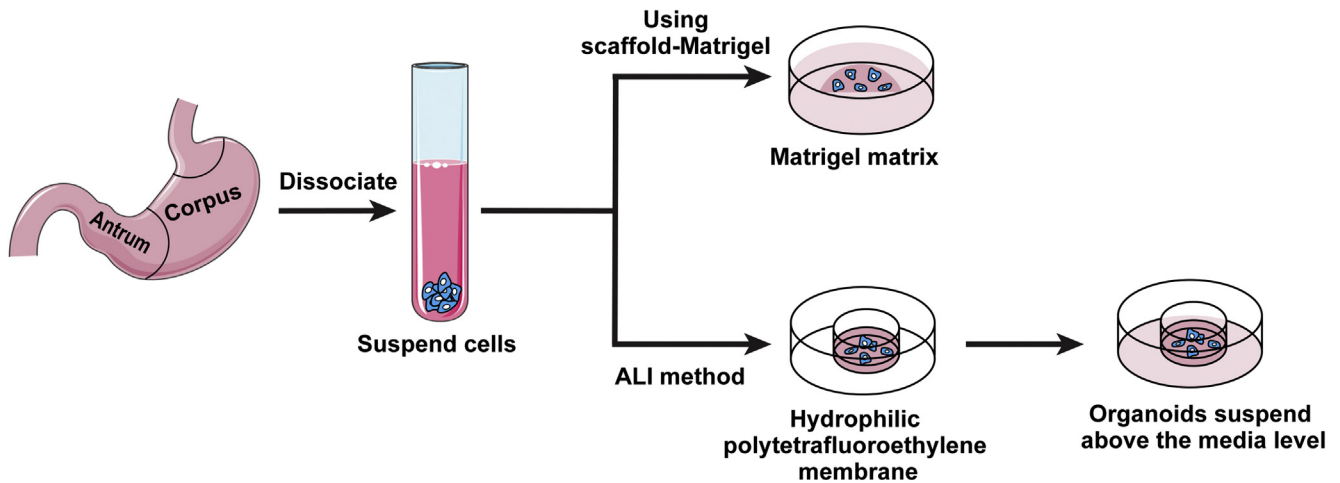 Using
scaffold-Matrigel
Matrigel matrix
Dissociate
Corpus
Antrum
Suspend cells
ALI method
Hydrophilic
polytetrafluoroethylene
membrane
Organoids suspend
above the media level